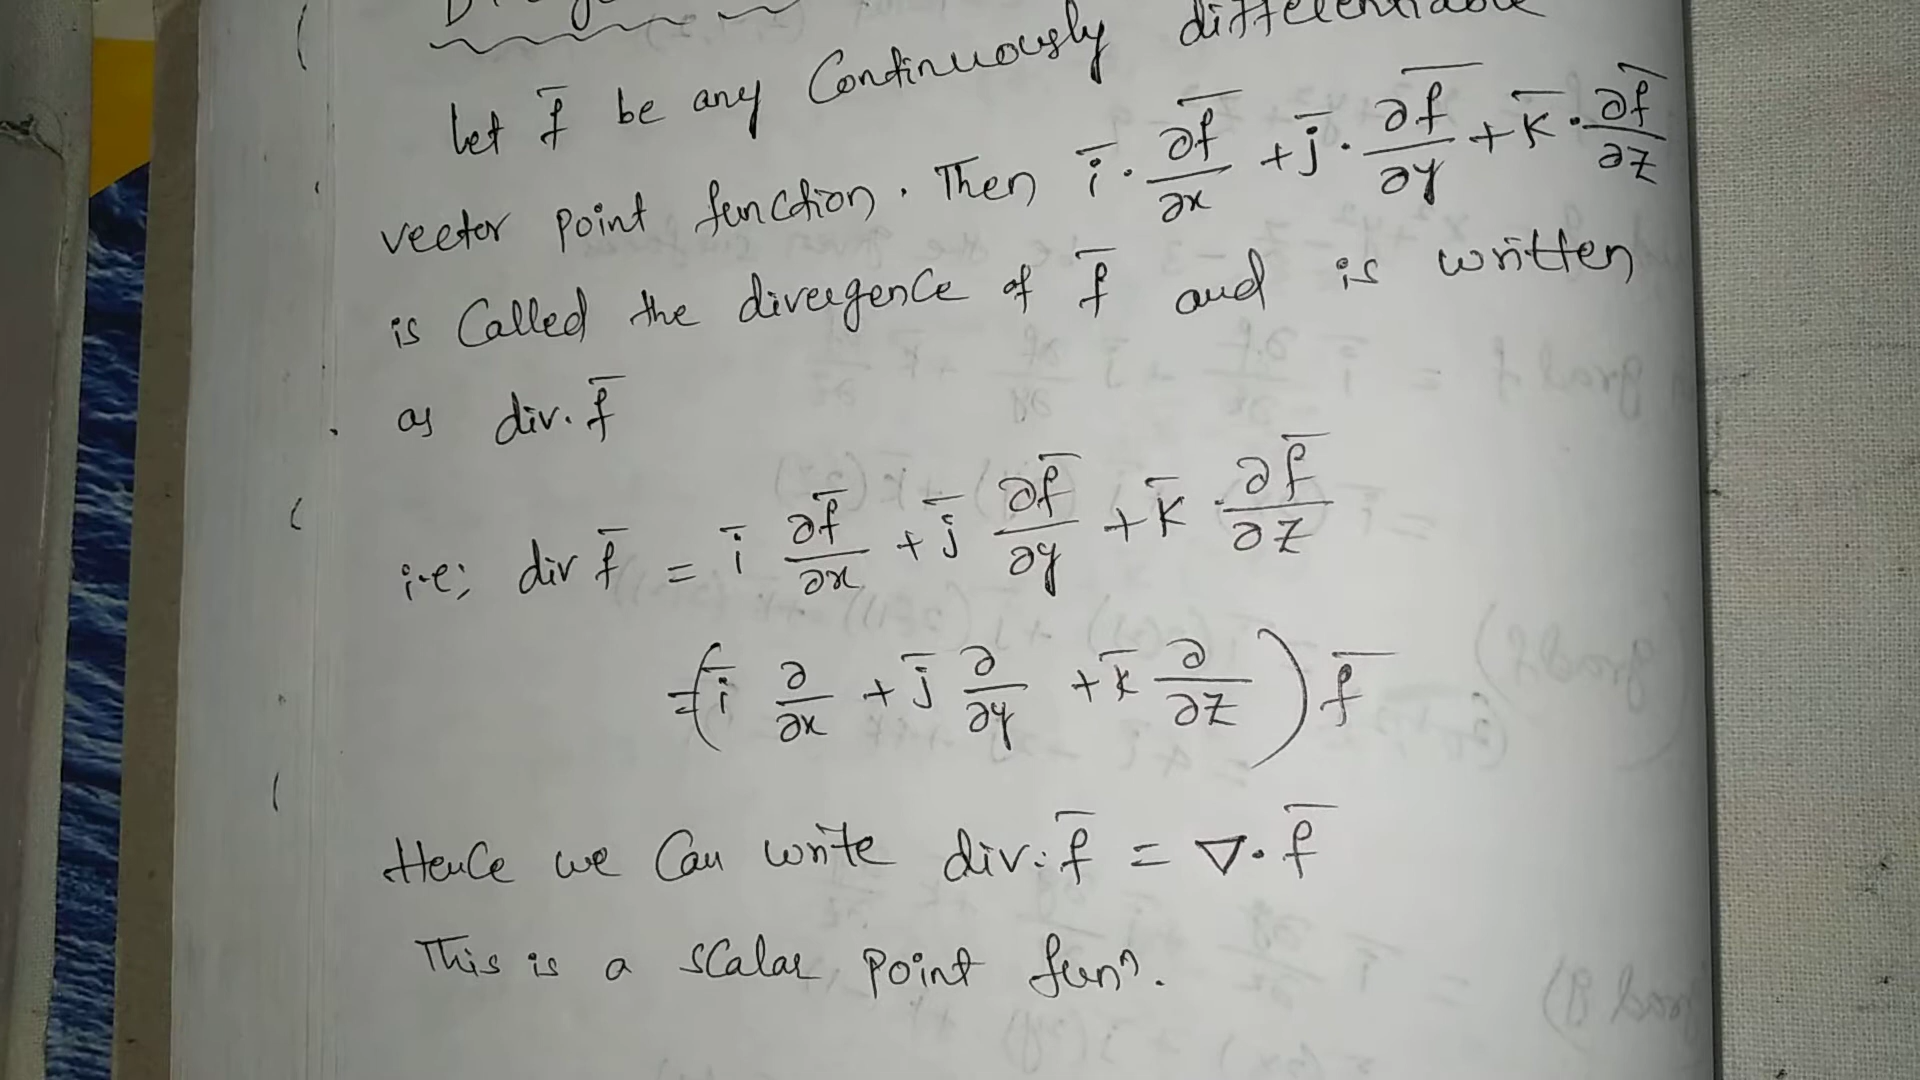 Let f̅ be any Continuously differentiable
vector point function. Then i̅ · ∂f̅/∂x + j̅ · ∂f̅/∂y + k̅ · ∂f̅/∂z
is Called the divergence of f̅ and is written
as div. f̅
i.e; div f̅ = i̅ ∂f̅/∂x + j̅ ∂f̅/∂y + k̅ · ∂f̅/∂z
= (i̅ ∂/∂x + j̅ ∂/∂y + k̅ ∂/∂z) f̅
Hence we Can write div. f̅ = ∇ · f̅
This is a scalar point funⁿ.